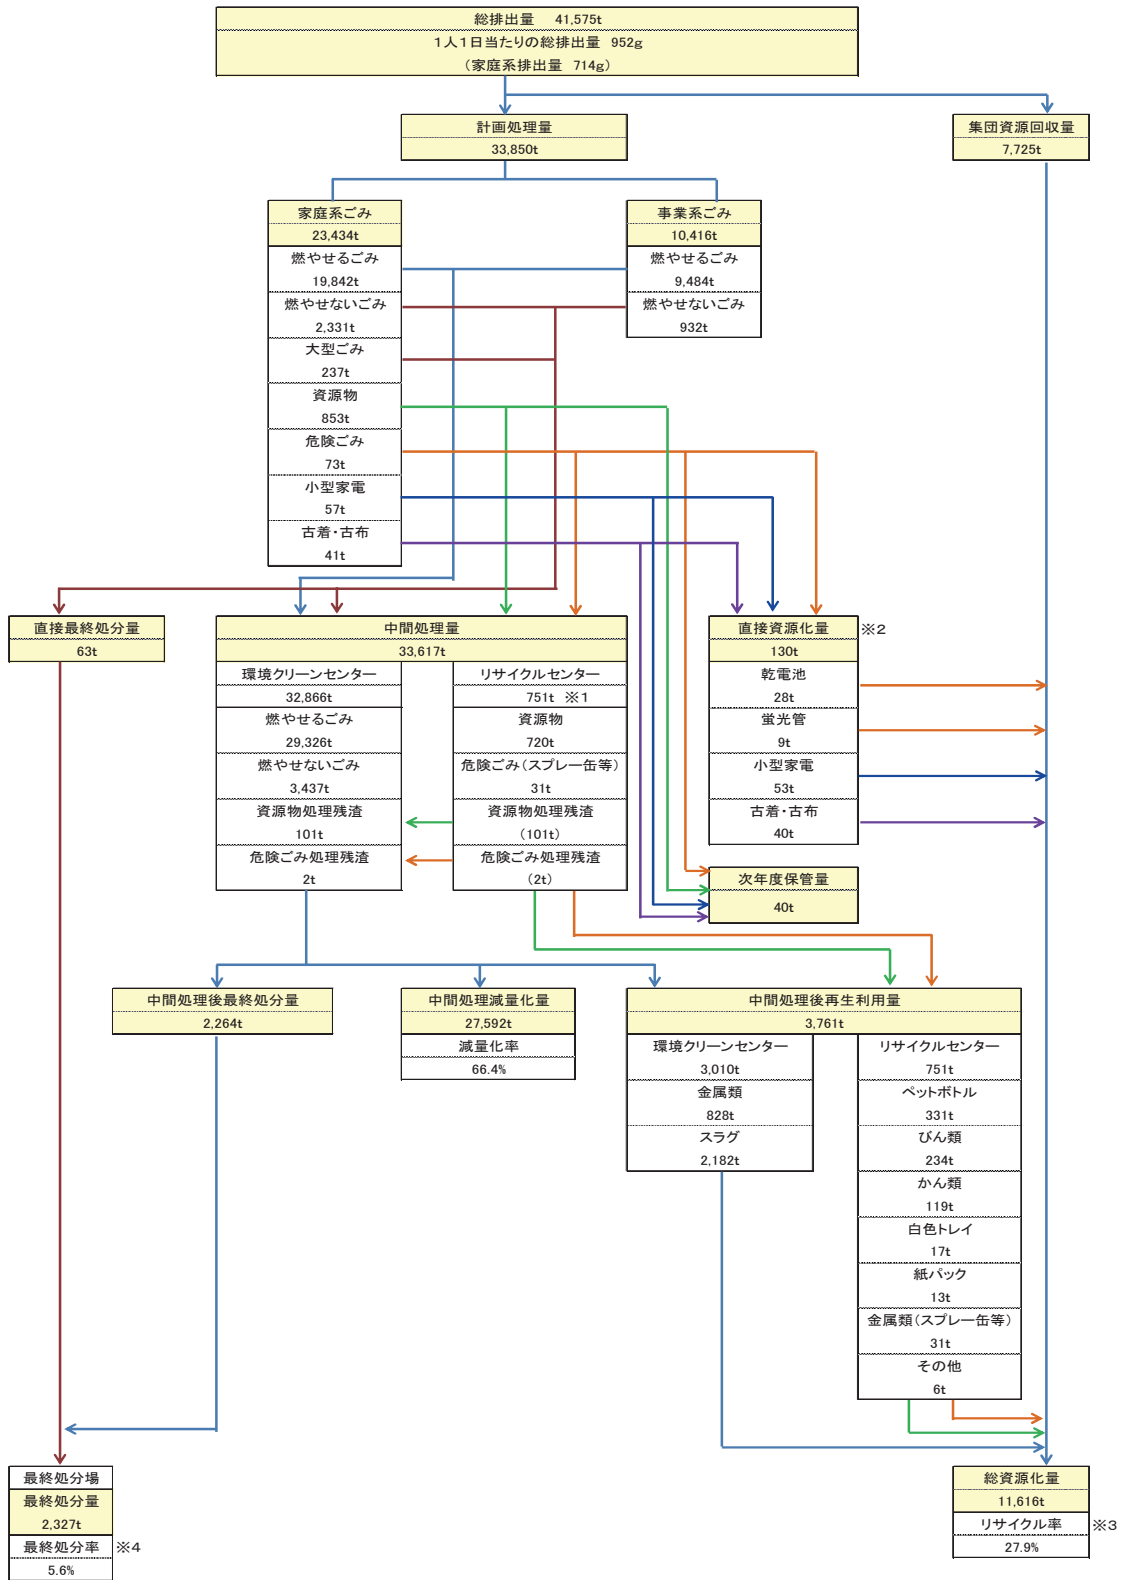 総排出量 41,575t
1人1日当たりの総排出量 952g
(家庭系排出量 714g)
計画処理量
33,850t
集団資源回収量
7,725t
家庭系ごみ
23,434t
燃やせるごみ
19,842t
燃やせないごみ
2,331t
大型ごみ
237t
資源物
853t
危険ごみ
73t
小型家電
57t
古着・古布
41t
事業系ごみ
10,416t
燃やせるごみ
9,484t
燃やせないごみ
932t
直接最終処分量
63t
中間処理量
33,617t
環境クリーンセンター
32,866t
燃やせるごみ
29,326t
燃やせないごみ
3,437t
資源物処理残渣
101t
危険ごみ処理残渣
2t
リサイクルセンター
751t ※1
資源物
720t
危険ごみ(スプレー缶等)
31t
資源物処理残渣
(101t)
危険ごみ処理残渣
(2t)
直接資源化量 ※2
130t
乾電池
28t
蛍光管
9t
小型家電
53t
古着・古布
40t
次年度保管量
40t
中間処理後最終処分量
2,264t
中間処理減量化量
27,592t
減量化率
66.4%
中間処理後再生利用量
3,761t
環境クリーンセンター
3,010t
金属類
828t
スラグ
2,182t
リサイクルセンター
751t
ペットボトル
331t
びん類
234t
かん類
119t
白色トレイ
17t
紙パック
13t
金属類(スプレー缶等)
31t
その他
6t
最終処分場
最終処分量
2,327t
最終処分率 ※4
5.6%
総資源化量
11,616t
リサイクル率 ※3
27.9%